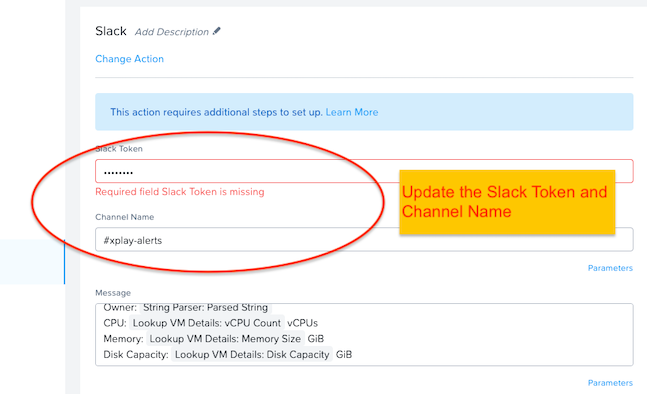 Slack Add Description
Change Action
This action requires additional steps to set up. Learn More
Slack Token
••••••••
Required field Slack Token is missing
Update the Slack Token and
Channel Name
Channel Name
#xplay-alerts
Parameters
Message
Owner: String Parser: Parsed String
CPU: Lookup VM Details: vCPU Count vCPUs
Memory: Lookup VM Details: Memory Size GiB
Disk Capacity: Lookup VM Details: Disk Capacity GiB
Parameters